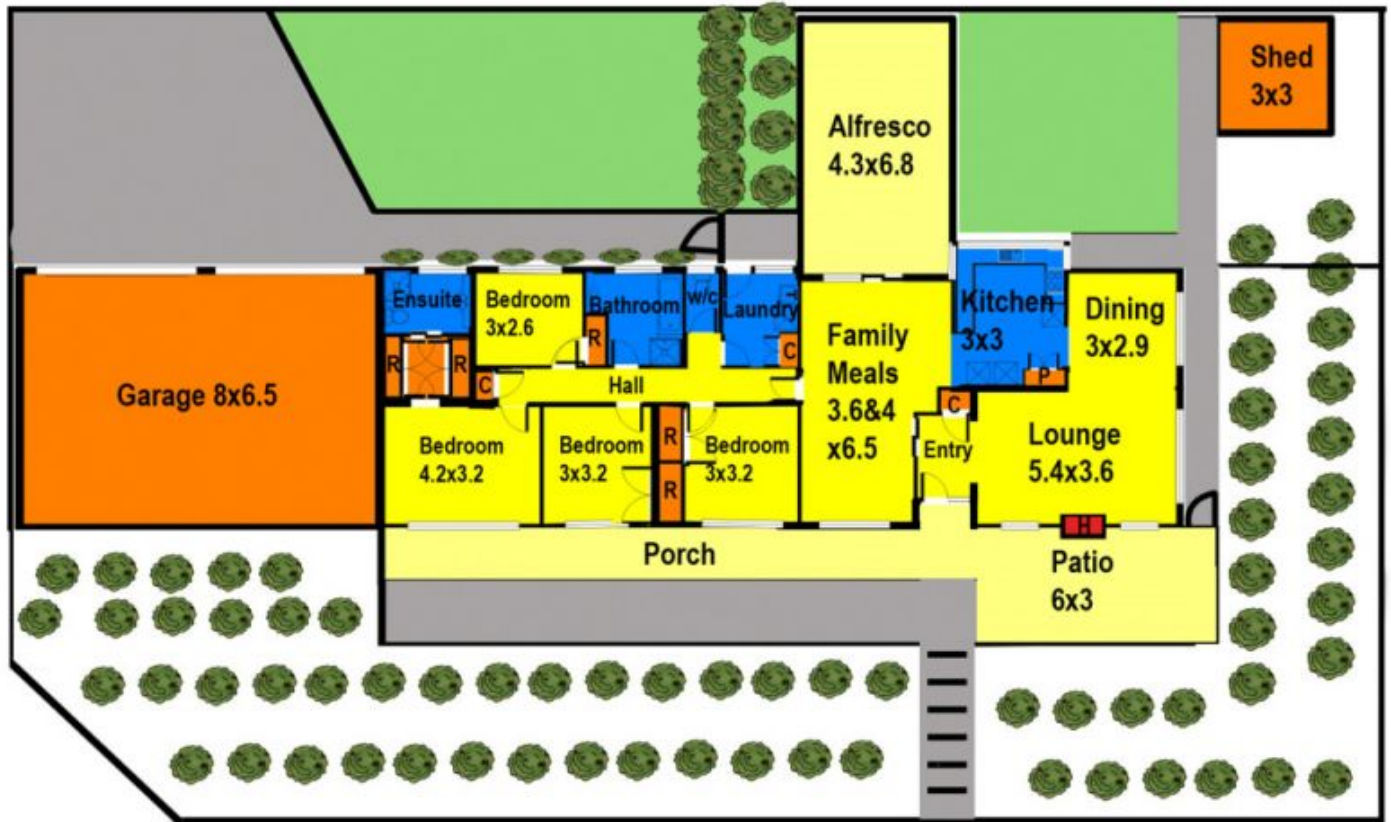 Shed
3x3
Alfresco
4.3x6.8
Ensuite
Bedroom
3x2.6
Bathroom
w/c
Laundry
Kitchen
3x3
Dining
3x2.9
R
R
R
C
C
Hall
Garage 8x6.5
Family
Meals
3.6&4
x6.5
P
C
Entry
Lounge
5.4x3.6
Bedroom
4.2x3.2
Bedroom
3x3.2
R
R
Bedroom
3x3.2
H
Porch
Patio
6x3